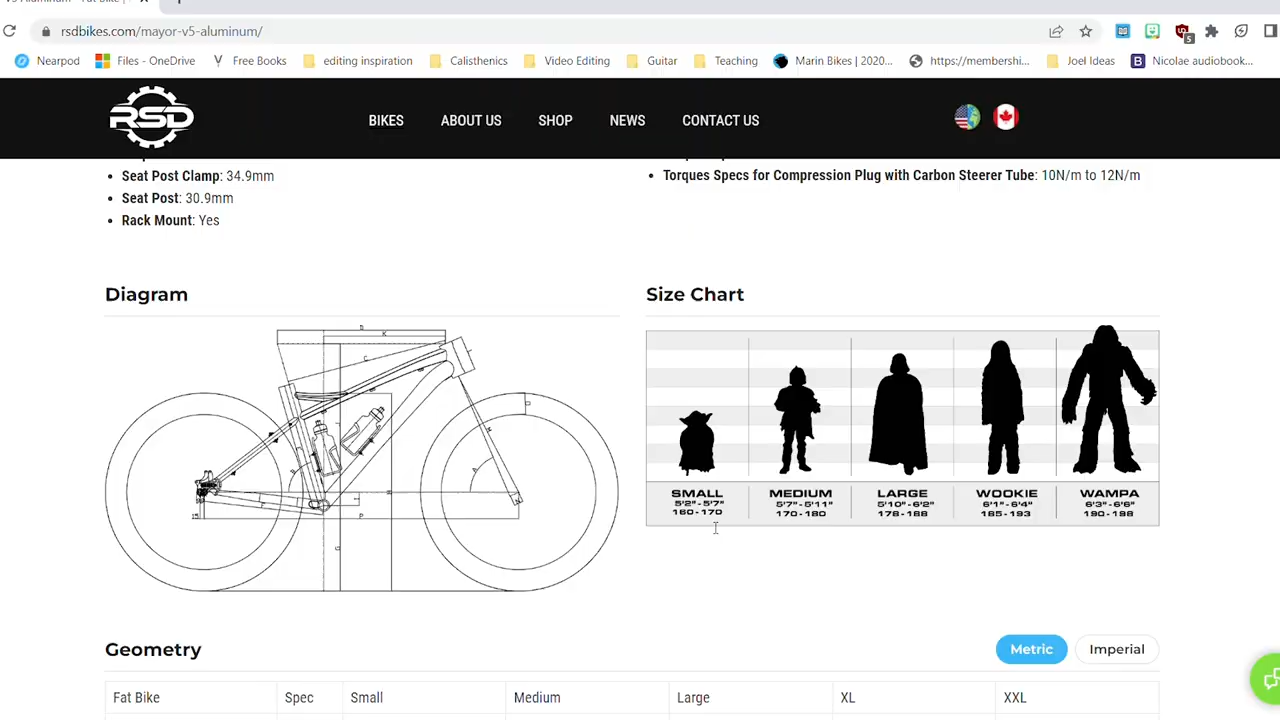 rsdbikes.com/mayor-v5-aluminum/
5
Nearpod
Files - OneDrive
Free Books
editing inspiration
Calisthenics
Video Editing
Guitar
Teaching
Marin Bikes | 2020...
https://membershi...
Joel Ideas
B
Nicolae audiobook...
RSD
BIKES
ABOUT US
SHOP
NEWS
CONTACT US
Seat Post Clamp: 34.9mm
Seat Post: 30.9mm
Rack Mount: Yes
Torques Specs for Compression Plug with Carbon Steerer Tube: 10N/m to 12N/m
Diagram
Size Chart
SMALL
5'2"-5'7"
160-170
MEDIUM
5'7"-5'11"
170-180
LARGE
5'10"-6'2"
178-188
WOOKIE
6'1"-6'4"
185-193
WAMPA
6'3"-6'6"
190-198
Geometry
Metric
Imperial
Fat Bike
Spec
Small
Medium
Large
XL
XXL